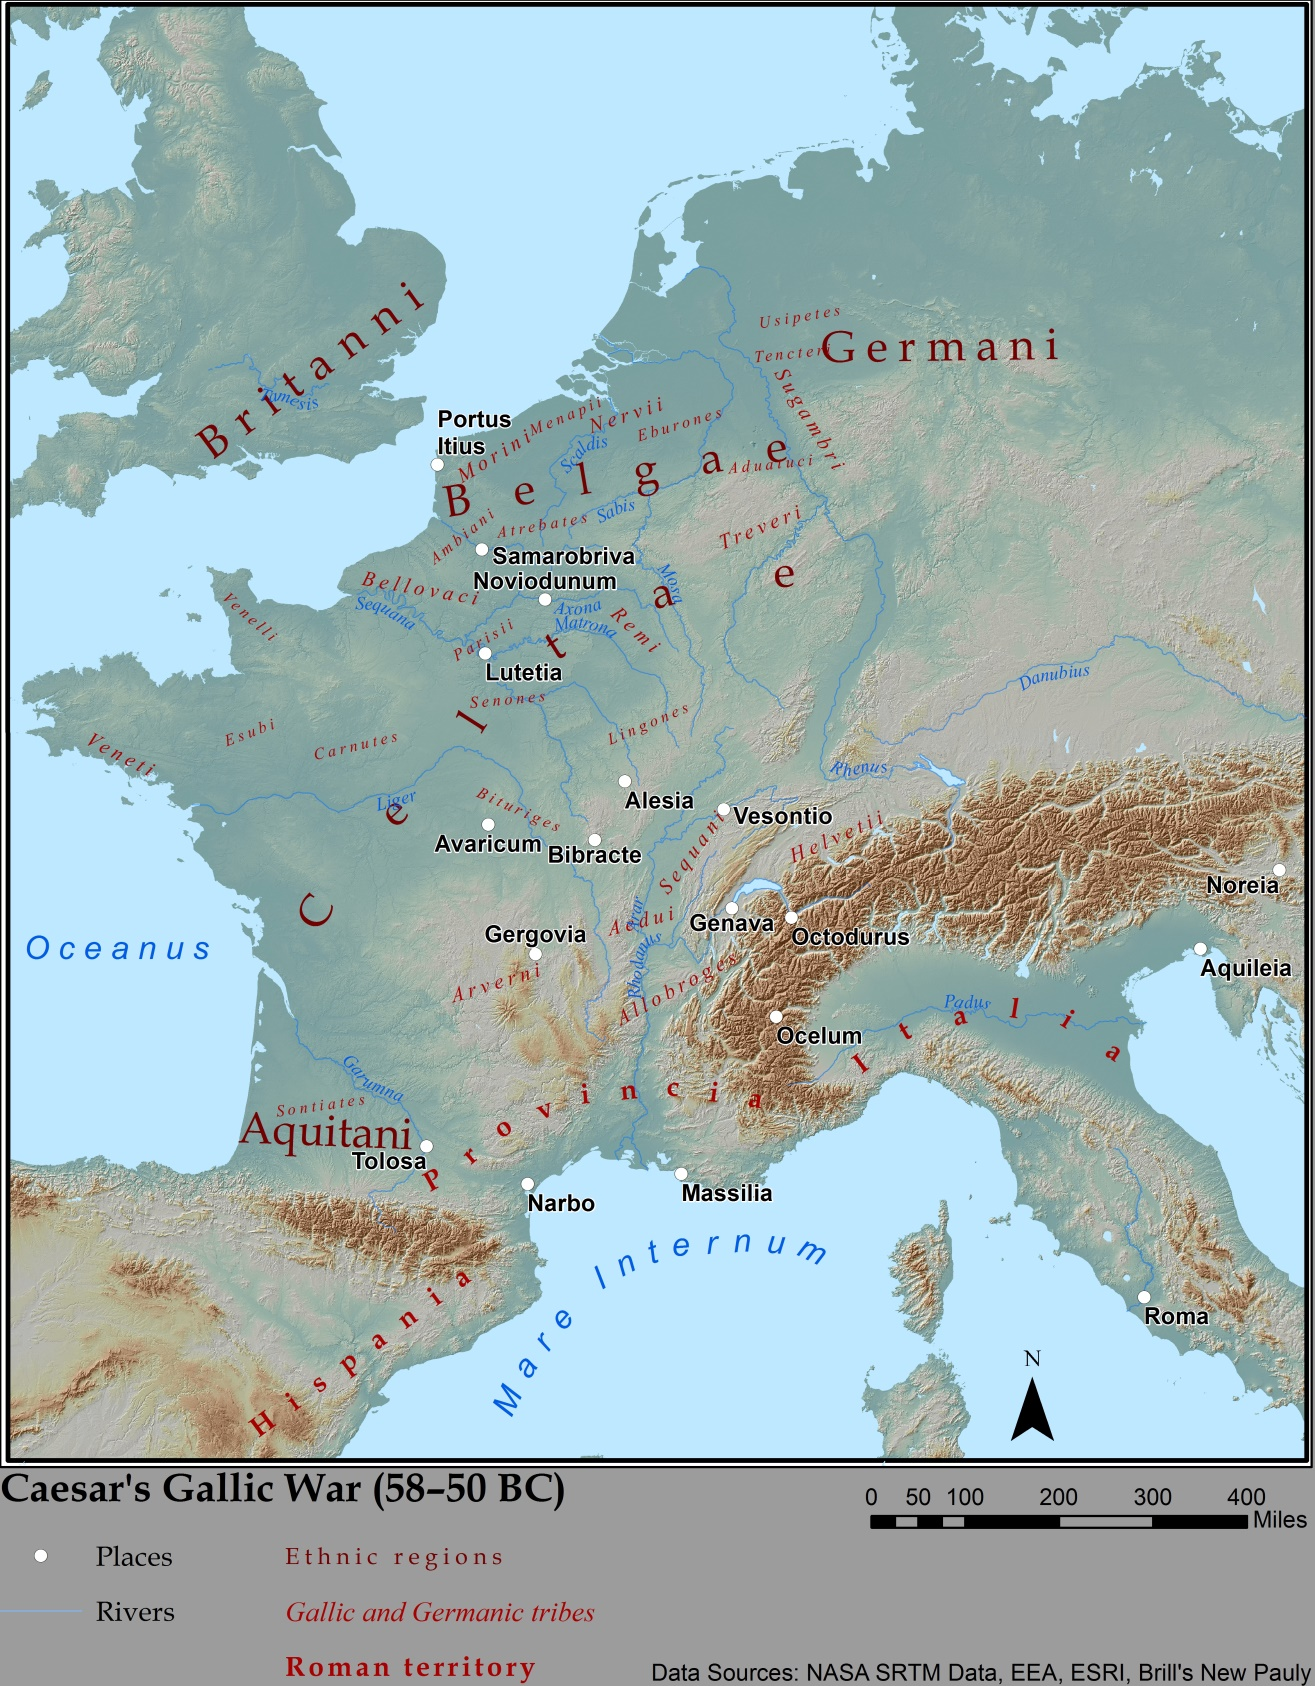 Britanni
Tamesis
Usipetes
Tencteri
Germani
Sugambri
Portus
Itius
Morini
Menapii
Nervii
Eburones
Scaldis
Belgae
Aduatuci
Ambiani
Atrebates
Sabis
Treveri
Samarobriva
Noviodunum
Bellovaci
Sequana
Axona
Matrona
Mosa
Remi
Venelli
Parisii
Lutetia
Celtae
Senones
Lingones
Danubius
Esubi
Carnutes
Veneti
Rhenus
Liger
Bituriges
Alesia
Vesontio
Avaricum
Bibracte
Sequani
Helvetii
Noreia
Arar
Aedui
Genava
Octodurus
Oceanus
Gergovia
Rhodanus
Aquileia
Arverni
Allobroges
Padus
Ocelum
Italia
Garumna
Sontiates
Aquitani
Tolosa
Provincia
Narbo
Massilia
Mare Internum
Hispania
Roma
N
Caesar's Gallic War (58–50 BC)
0 50 100 200 300 400
Miles
Places
Ethnic regions
Rivers
Gallic and Germanic tribes
Roman territory
Data Sources: NASA SRTM Data, EEA, ESRI, Brill's New Pauly